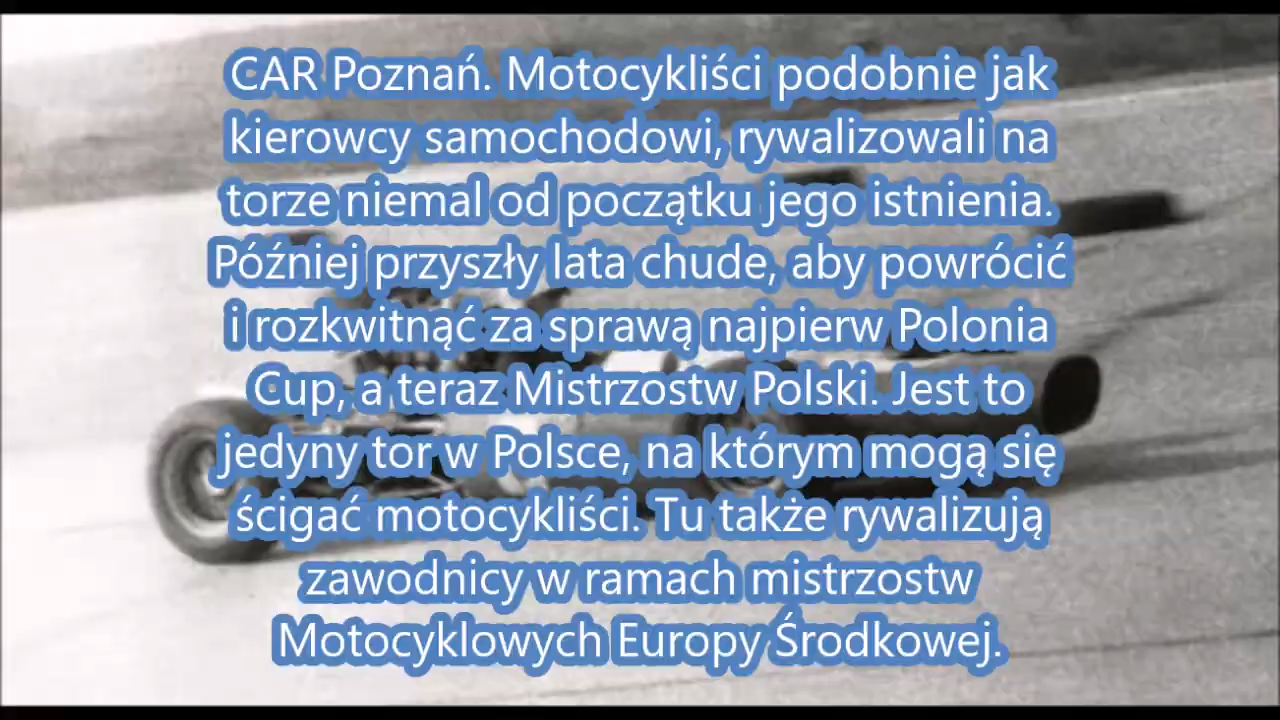 CAR Poznań. Motocykliści podobnie jak
kierowcy samochodowi, rywalizowali na
torze niemal od początku jego istnienia.
Później przyszły lata chude, aby powrócić
i rozkwitnąć za sprawą najpierw Polonia
Cup, a teraz Mistrzostw Polski. Jest to
jedyny tor w Polsce, na którym mogą się
ścigać motocykliści. Tu także rywalizują
zawodnicy w ramach mistrzostw
Motocyklowych Europy Środkowej.